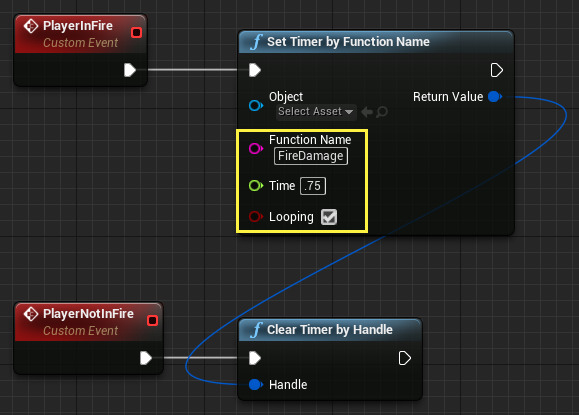 PlayerInFire
Custom Event
f Set Timer by Function Name
Object
Select Asset
Return Value
Function Name
FireDamage
Time .75
Looping
PlayerNotInFire
Custom Event
f Clear Timer by Handle
Handle